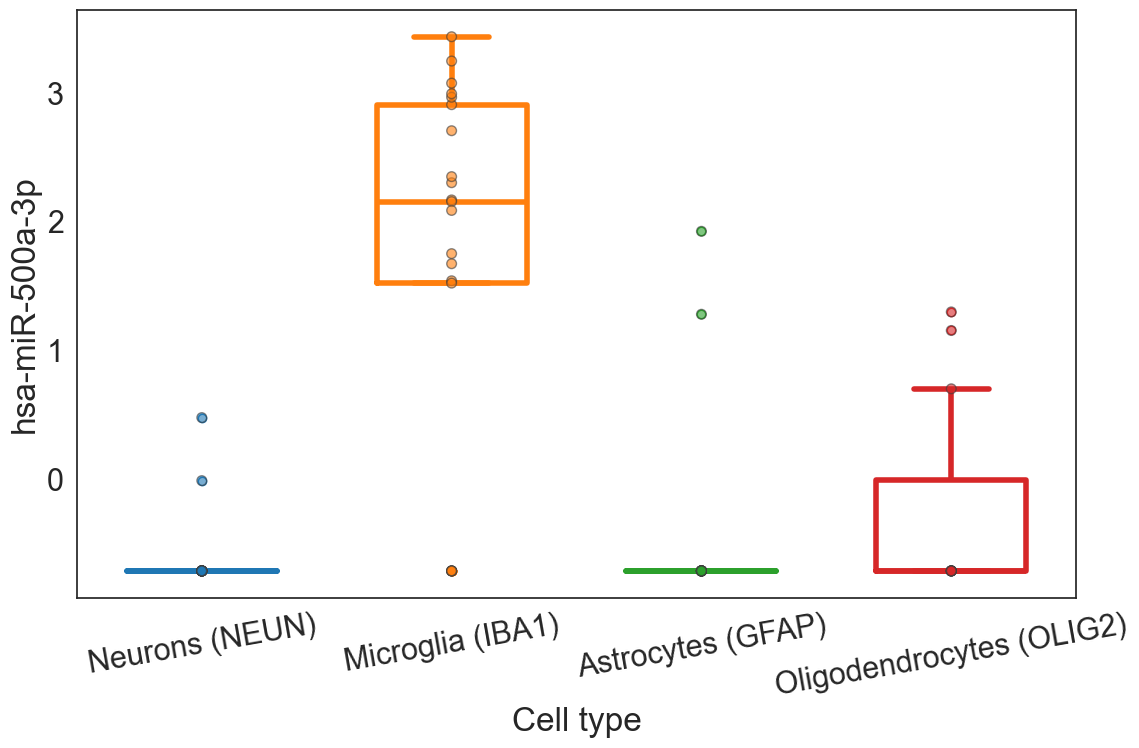 hsa-miR-500a-3p
3
2
1
0
Neurons (NEUN)
Microglia (IBA1)
Astrocytes (GFAP)
Oligodendrocytes (OLIG2)
Cell type